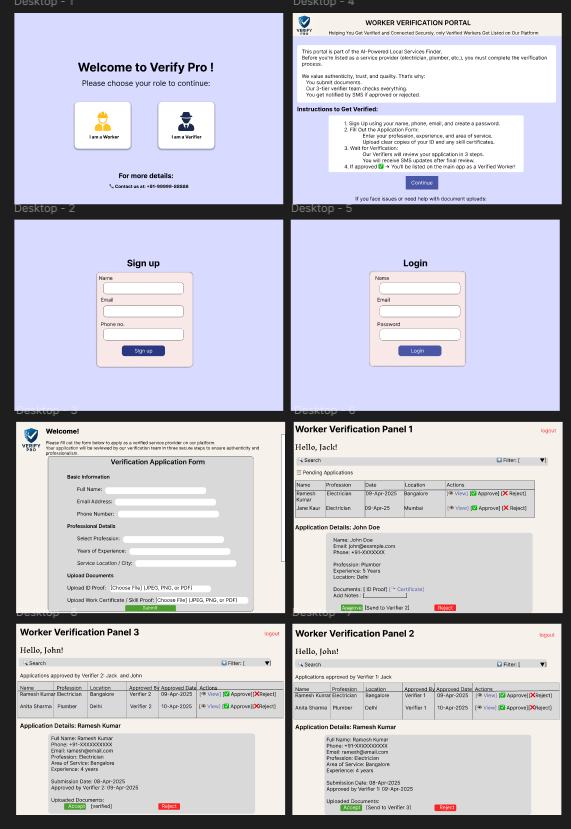 Desktop - 1
Welcome to Verify Pro !
Please choose your role to continue:
I am a Worker
I am a Verifier
For more details:
📞 Contact us at: +91-99999-88888
Desktop - 4
VERIFY
PRO
WORKER VERIFICATION PORTAL
Helping You Get Verified and Connected Securely, only Verified Workers Get Listed on Our Platform
This portal is part of the AI-Powered Local Services Finder.
Before you're listed as a service provider (electrician, plumber, etc.), you must complete the verification
process.
We value authenticity, trust, and quality. That's why:
You submit documents.
Our 3-tier verifier team checks everything.
You get notified by SMS if approved or rejected.
Instructions to Get Verified:
1. Sign Up using your name, phone, email, and create a password.
2. Fill Out the Application Form:
Enter your profession, experience, and area of service.
Upload clear copies of your ID and any skill certificates.
3. Wait for Verification:
Our Verifiers will review your application in 3 steps.
You will receive SMS updates after final review.
4. If approved ✅ → You'll be listed on the main app as a Verified Worker!
Continue
If you face issues or need help with document uploads:
Desktop - 2
Sign up
Name
Email
Phone no.
Sign up
Desktop - 5
Login
Name
Email
Password
Login
VERIFY
PRO
Welcome!
Please fill out the form below to apply as a verified service provider on our platform.
Your application will be reviewed by our verification team in three secure steps to ensure authenticity and
professionalism.
Verification Application Form
Basic Information
Full Name:
Email Address:
Phone Number:
Professional Details
Select Profession:
Years of Experience:
Service Location / City:
Upload Documents
Upload ID Proof: [Choose File] (JPEG, PNG, or PDF)
Upload Work Certificate / Skill Proof: [Choose File] (JPEG, PNG, or PDF)
Submit
Worker Verification Panel 1
logout
Hello, Jack!
Search
Filter: [ ▼]
Pending Applications
Name Profession Date Location Actions
Ramesh Kumar Electrician 09-Apr-2025 Bangalore [👁 View] [✅ Approve] [❌ Reject]
Jane Kaur Electrician 09-Apr-25 Mumbai [👁 View] [✅ Approve] [❌ Reject]
Application Details: John Doe
Name: John Doe
Email: john@example.com
Phone: +91-XXXXXXX
Profession: Plumber
Experience: 5 Years
Location: Delhi
Documents: [ ID Proof] ( Certificate)
Add Notes: [ ]
Approve [Send to Verifier 2] Reject
Worker Verification Panel 3
logout
Hello, John!
Search
Filter: [ ▼]
Applications approved by Verifier 2: Jack and John
Name Profession Location Approved By Approved Date Actions
Ramesh Kumar Electrician Bangalore Verifier 2 09-Apr-2025 [👁 View] [✅ Approve] [❌Reject]
Anita Sharma Plumber Delhi Verifier 2 10-Apr-2025 [👁 View] [✅ Approve] [❌Reject]
Application Details: Ramesh Kumar
Name: Ramesh Kumar
Phone: +91-XXXXXXXXXX
Email: ramesh@email.com
Profession: Electrician
Area of Service: Bangalore
Experience: 4 years
Submission Date: 08-Apr-2025
Approved by Verifier 2: 09-Apr-2025
Uploaded Documents:
Accept [verified] Reject
Worker Verification Panel 2
logout
Hello, John!
Search
Filter: [ ▼]
Applications approved by Verifier 1: Jack
Name Profession Location Approved By Approved Date Actions
Ramesh Kumar Electrician Bangalore Verifier 1 09-Apr-2025 [👁 View] [✅ Approve] [❌Reject]
Anita Sharma Plumber Delhi Verifier 1 10-Apr-2025 [👁 View] [✅ Approve] [❌Reject]
Application Details: Ramesh Kumar
Name: Ramesh Kumar
Phone: +91-XXXXXXXXXX
Email: ramesh@email.com
Profession: Electrician
Area of Service: Bangalore
Experience: 4 years
Submission Date: 08-Apr-2025
Approved by Verifier 1: 09-Apr-2025
Uploaded Documents:
Accept [Send to Verifier 3] Reject